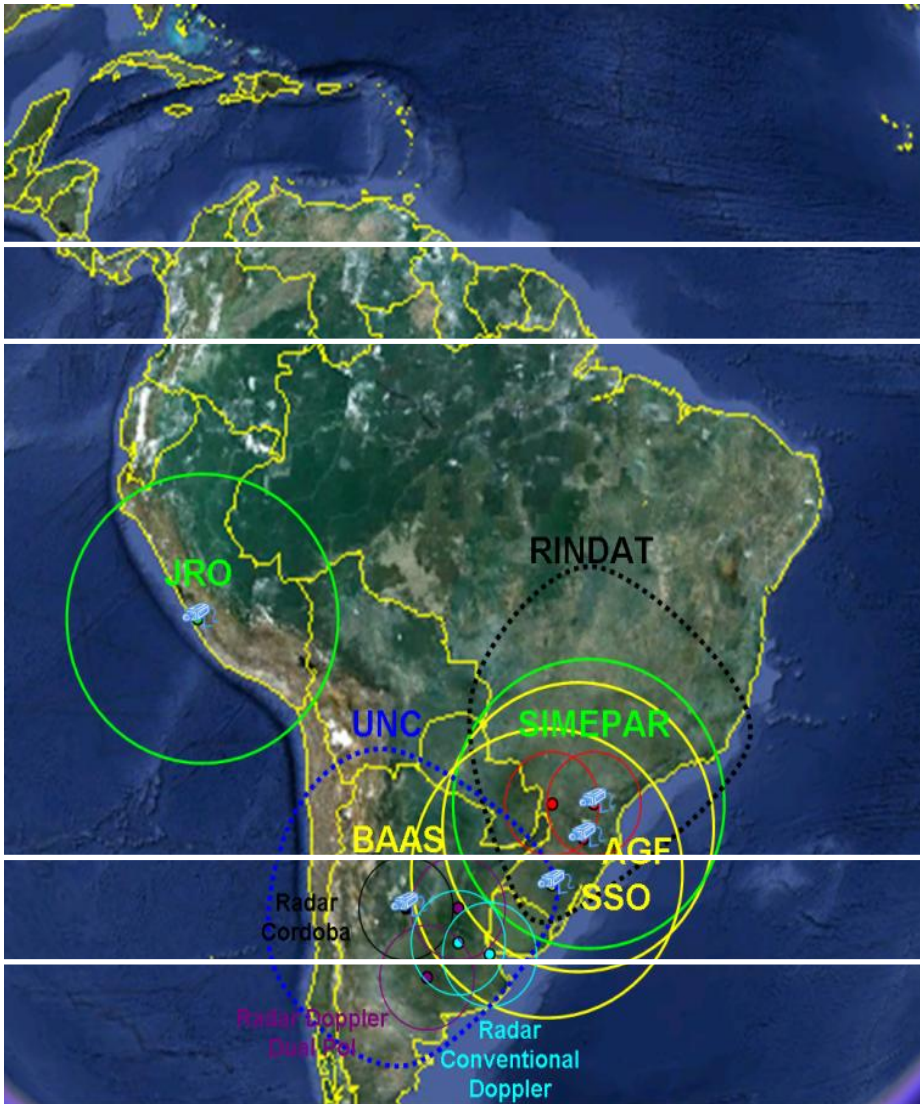 RINDAT
JRO
UNC
SIMEPAR
BAAS
AGF
SSO
Radar
Cordoba
Radar Doppler
Dual Pol
Radar
Conventional
Doppler